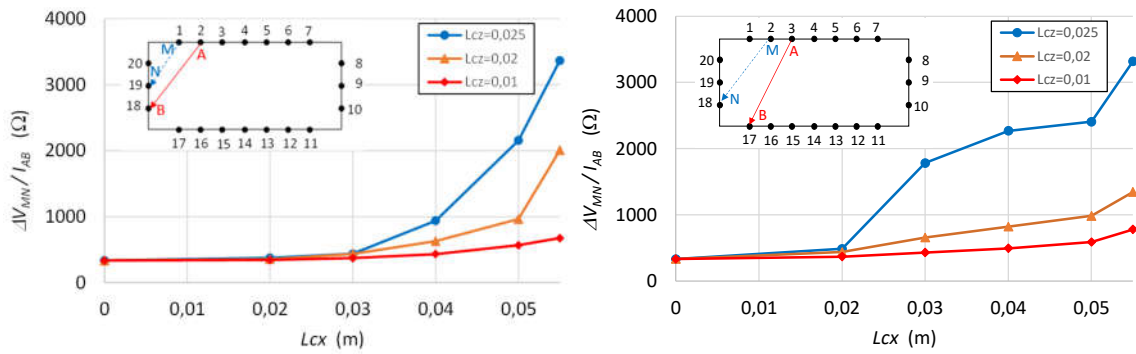 4000
3000
2000
1000
0
ΔV_MN / I_AB (Ω)
0 0,01 0,02 0,03 0,04 0,05
Lcx (m)
1 2 3 4 5 6 7
M
A
20
N
19
18
B
8
9
10
17 16 15 14 13 12 11
Lcz=0,025
Lcz=0,02
Lcz=0,01
4000
3000
2000
1000
0
ΔV_MN / I_AB (Ω)
0 0,01 0,02 0,03 0,04 0,05
Lcx (m)
1 2 3 4 5 6 7
M
A
20
19
18
N
B
8
9
10
17 16 15 14 13 12 11
Lcz=0,025
Lcz=0,02
Lcz=0,01